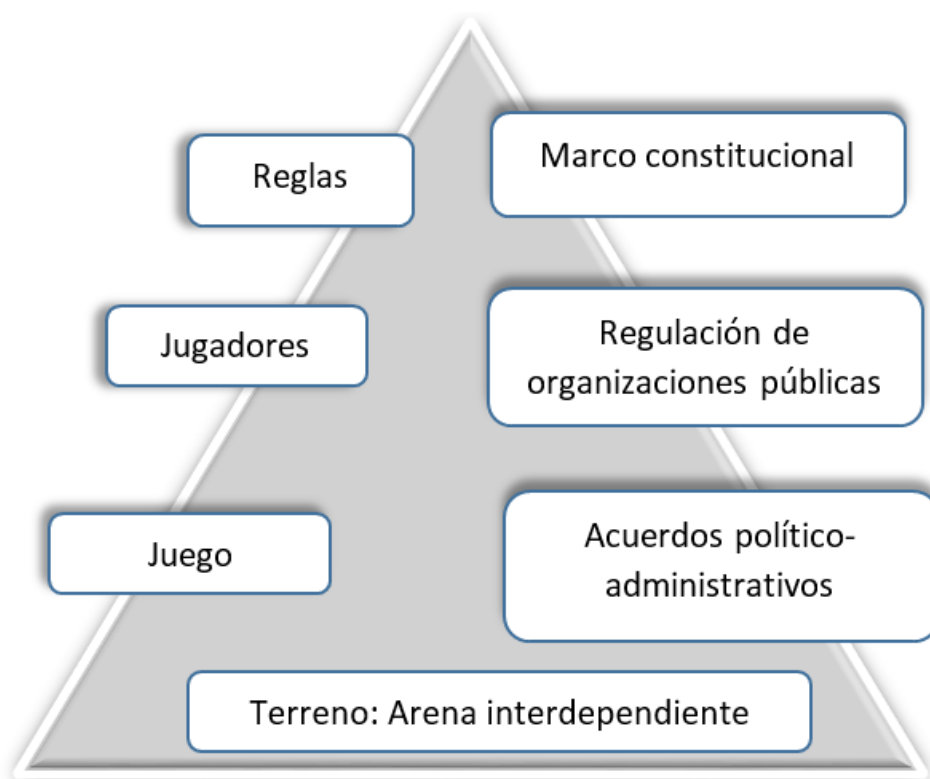 Reglas
Marco constitucional
Jugadores
Regulación de
organizaciones públicas
Juego
Acuerdos político-
administrativos
Terreno: Arena interdependiente